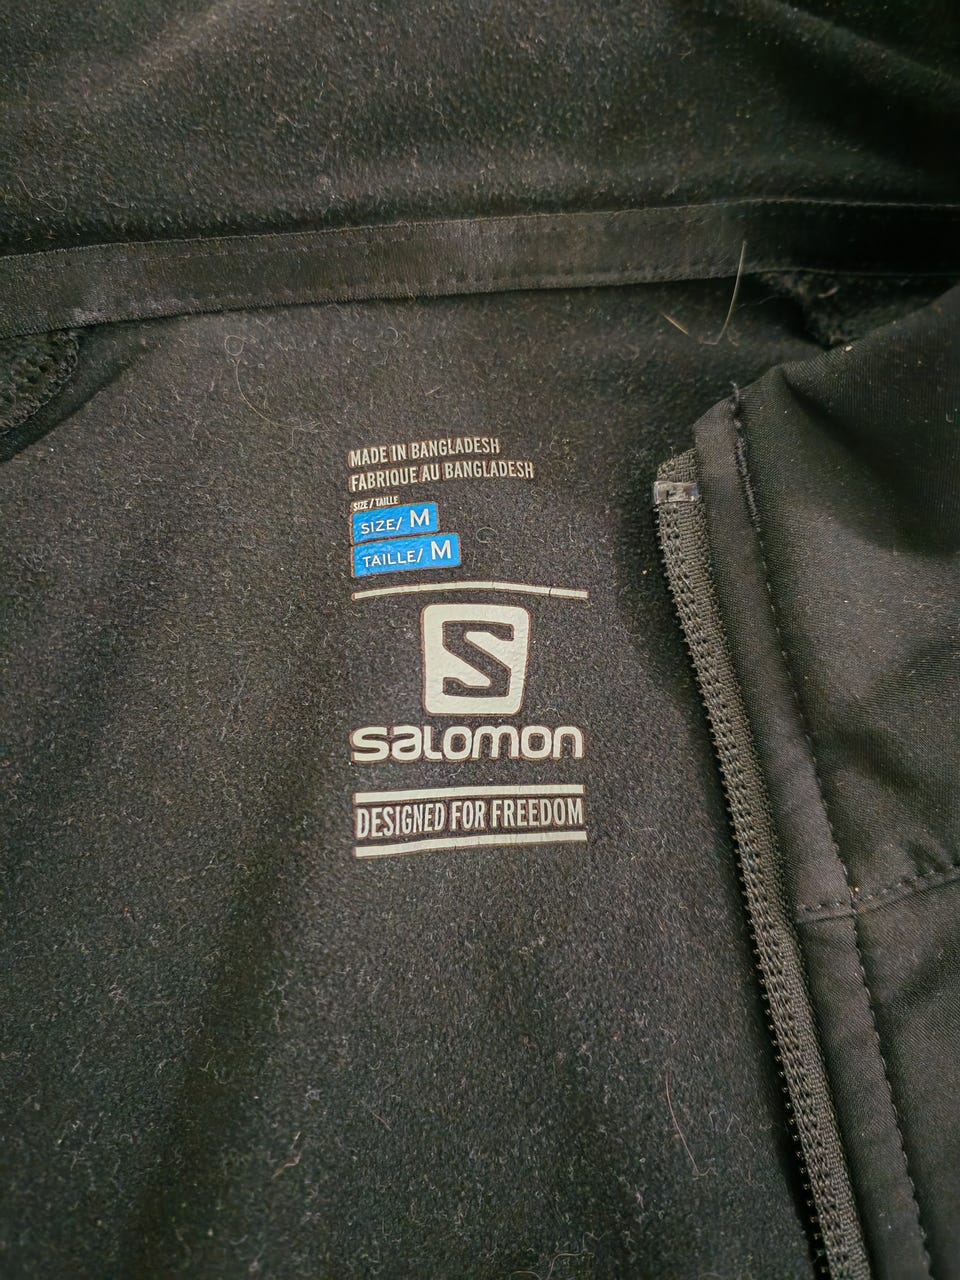 MADE IN BANGLADESH
FABRIQUE AU BANGLADESH
SIZE / TAILLE
SIZE/ M
TAILLE/ M
S
salomon
DESIGNED FOR FREEDOM